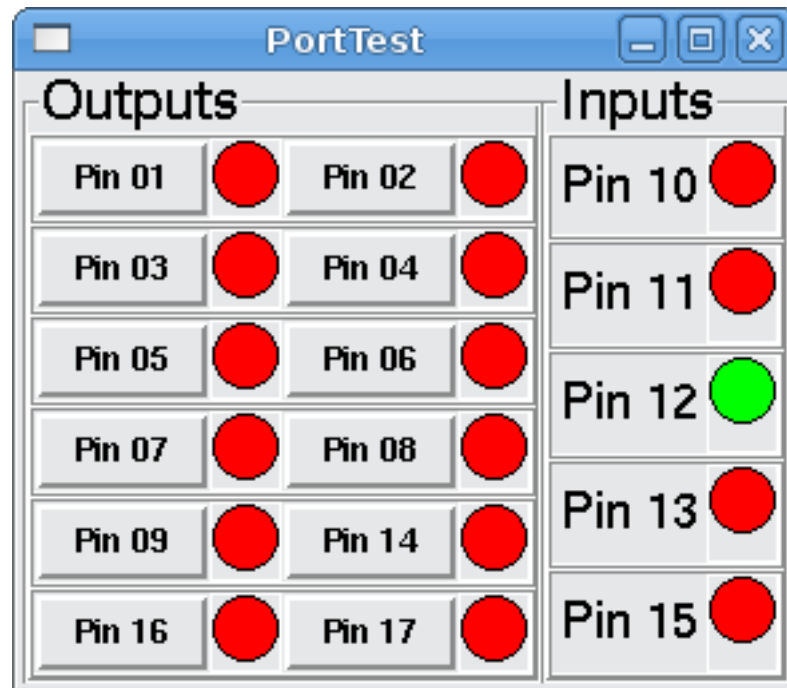 PortTest
Outputs
Pin 01 Pin 02
Pin 03 Pin 04
Pin 05 Pin 06
Pin 07 Pin 08
Pin 09 Pin 14
Pin 16 Pin 17
Inputs
Pin 10
Pin 11
Pin 12
Pin 13
Pin 15